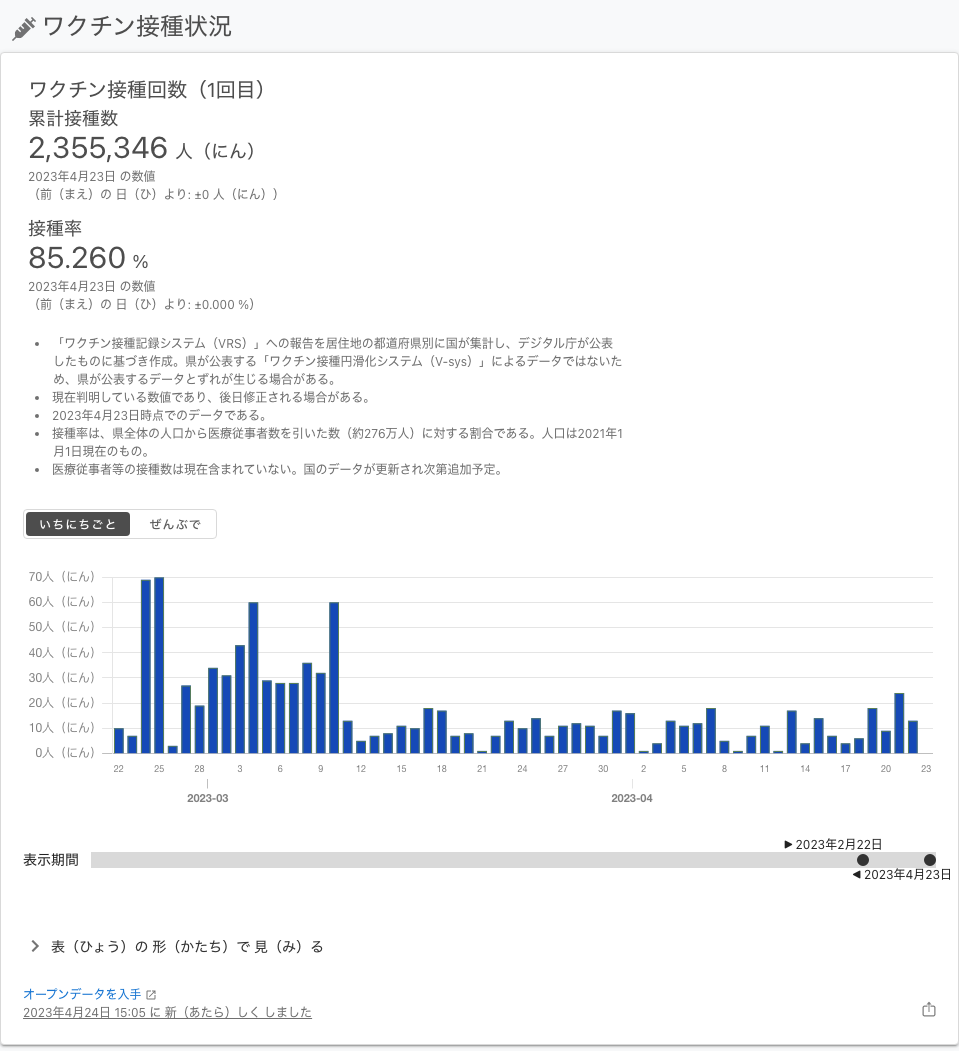 ワクチン接種状況
ワクチン接種回数（1回目）
累計接種数
2,355,346 人（にん）
2023年4月23日 の数値
（前（まえ）の 日（ひ）より: ±0 人（にん））
接種率
85.260 %
2023年4月23日 の数値
（前（まえ）の 日（ひ）より: ±0.000 %）
• 「ワクチン接種記録システム（VRS）」への報告を居住地の都道府県別に国が集計し、デジタル庁が公表
したものに基づき作成。県が公表する「ワクチン接種円滑化システム（V-sys）」によるデータではないた
め、県が公表するデータとずれが生じる場合がある。
• 現在判明している数値であり、後日修正される場合がある。
• 2023年4月23日時点でのデータである。
• 接種率は、県全体の人口から医療従事者数を引いた数（約276万人）に対する割合である。人口は2021年1
月1日現在のもの。
• 医療従事者等の接種数は現在含まれていない。国のデータが更新され次第追加予定。
いちにちごと ぜんぶで
70人（にん）
60人（にん）
50人（にん）
40人（にん）
30人（にん）
20人（にん）
10人（にん）
0人（にん）
22 25 28 3 6 9 12 15 18 21 24 27 30 2 5 8 11 14 17 20 23
2023-03 2023-04
2023年2月22日
表示期間
2023年4月23日
表（ひょう）の 形（かたち）で 見（み）る
オープンデータを入手
2023年4月24日 15:05 に 新（あたら）しく しました